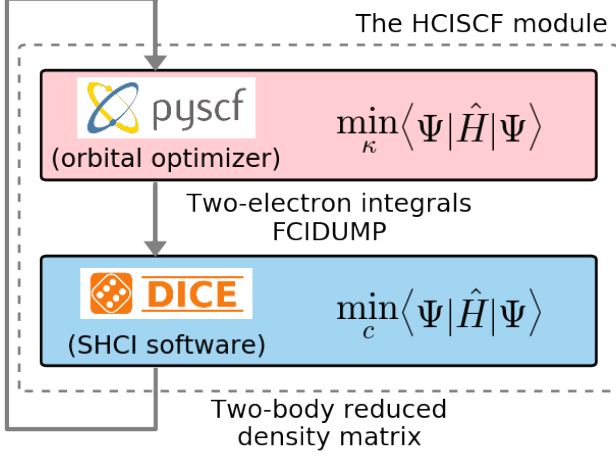 The HCISCF module
pyscf
(orbital optimizer)
min⟨Ψ|Ĥ|Ψ⟩
κ
Two-electron integrals
FCIDUMP
DICE
(SHCI software)
min⟨Ψ|Ĥ|Ψ⟩
c
Two-body reduced
density matrix